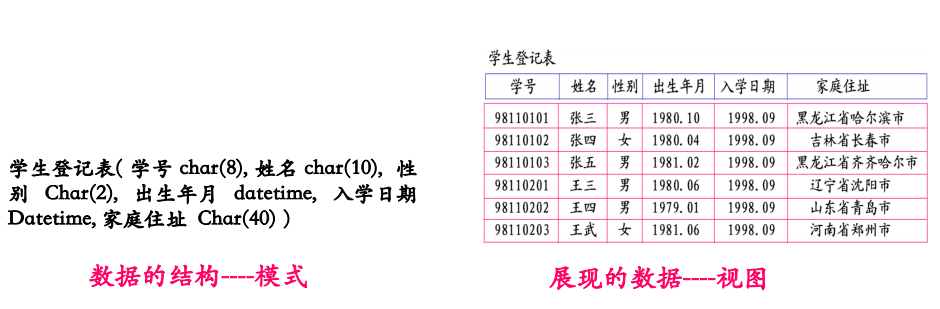 学生登记表( 学号 char(8), 姓名 char(10), 性
别 Char(2), 出生年月 datetime, 入学日期
Datetime, 家庭住址 Char(40) )
数据的结构----模式
学生登记表
学号 姓名 性别 出生年月 入学日期 家庭住址
98110101 张三 男 1980.10 1998.09 黑龙江省哈尔滨市
98110102 张四 女 1980.04 1998.09 吉林省长春市
98110103 张五 男 1981.02 1998.09 黑龙江省齐齐哈尔市
98110201 王三 男 1980.06 1998.09 辽宁省沈阳市
98110202 王四 男 1979.01 1998.09 山东省青島市
98110203 王武 女 1981.06 1998.09 河南省郑州市
展现的数据----视图